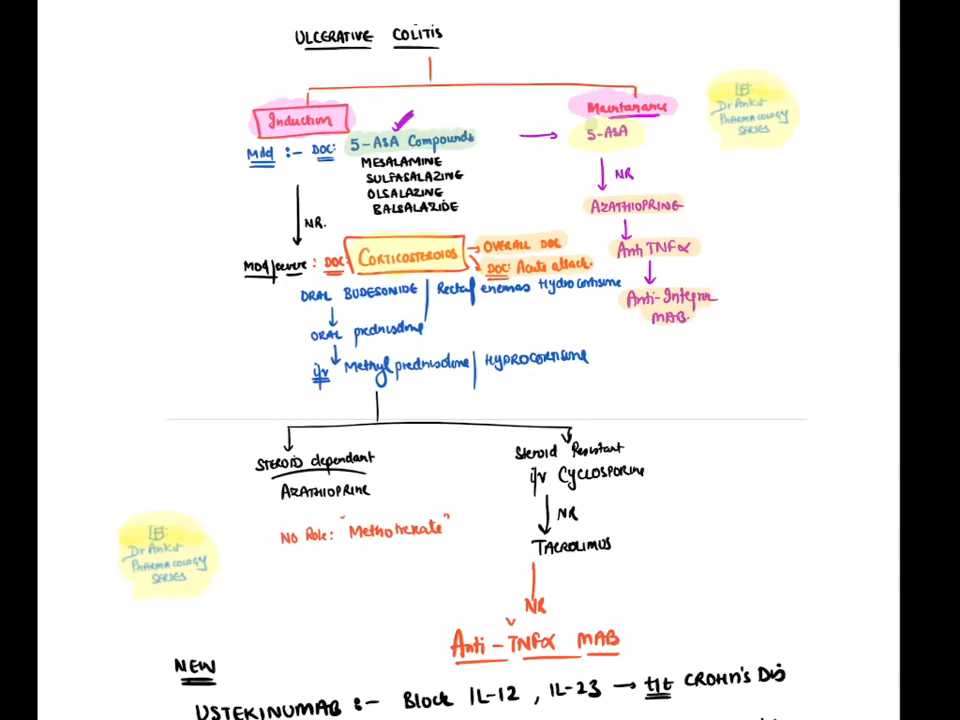 ULCERATIVE COLITIS
Induction
Maintanance
Mild :- DOC: 5-ASA Compounds → 5-ASA
MESALAMINE
SULFASALAZINE
OLSALAZINE
BALSALAZIDE
NR.
NR
AZATHIOPRINE
Anti TNFα
Anti-Integrin
MAB.
Mod/severe : DOC: CORTICOSTEROIDS → OVERALL DOC
→ DOC: Acute attack.
ORAL BUDESONIDE / Rectal enemas Hydrocortisone
ORAL prednisolone
i/v Methyl prednisolone / HYDROCORTISONE
STEROID dependant
AZATHIOPRINE
No Role: "Methotrexate"
Steroid Resistant
i/v CYCLOSPORINE
NR
TACROLIMUS
NR
Anti-TNFα MAB
NEW
USTEKINUMAB :- Block IL-12, IL-23 → t/t CROHN'S Dis
Dr Ankit
PHARMACOLOGY
SERIES
Dr Ankit
PHARMACOLOGY
SERIES